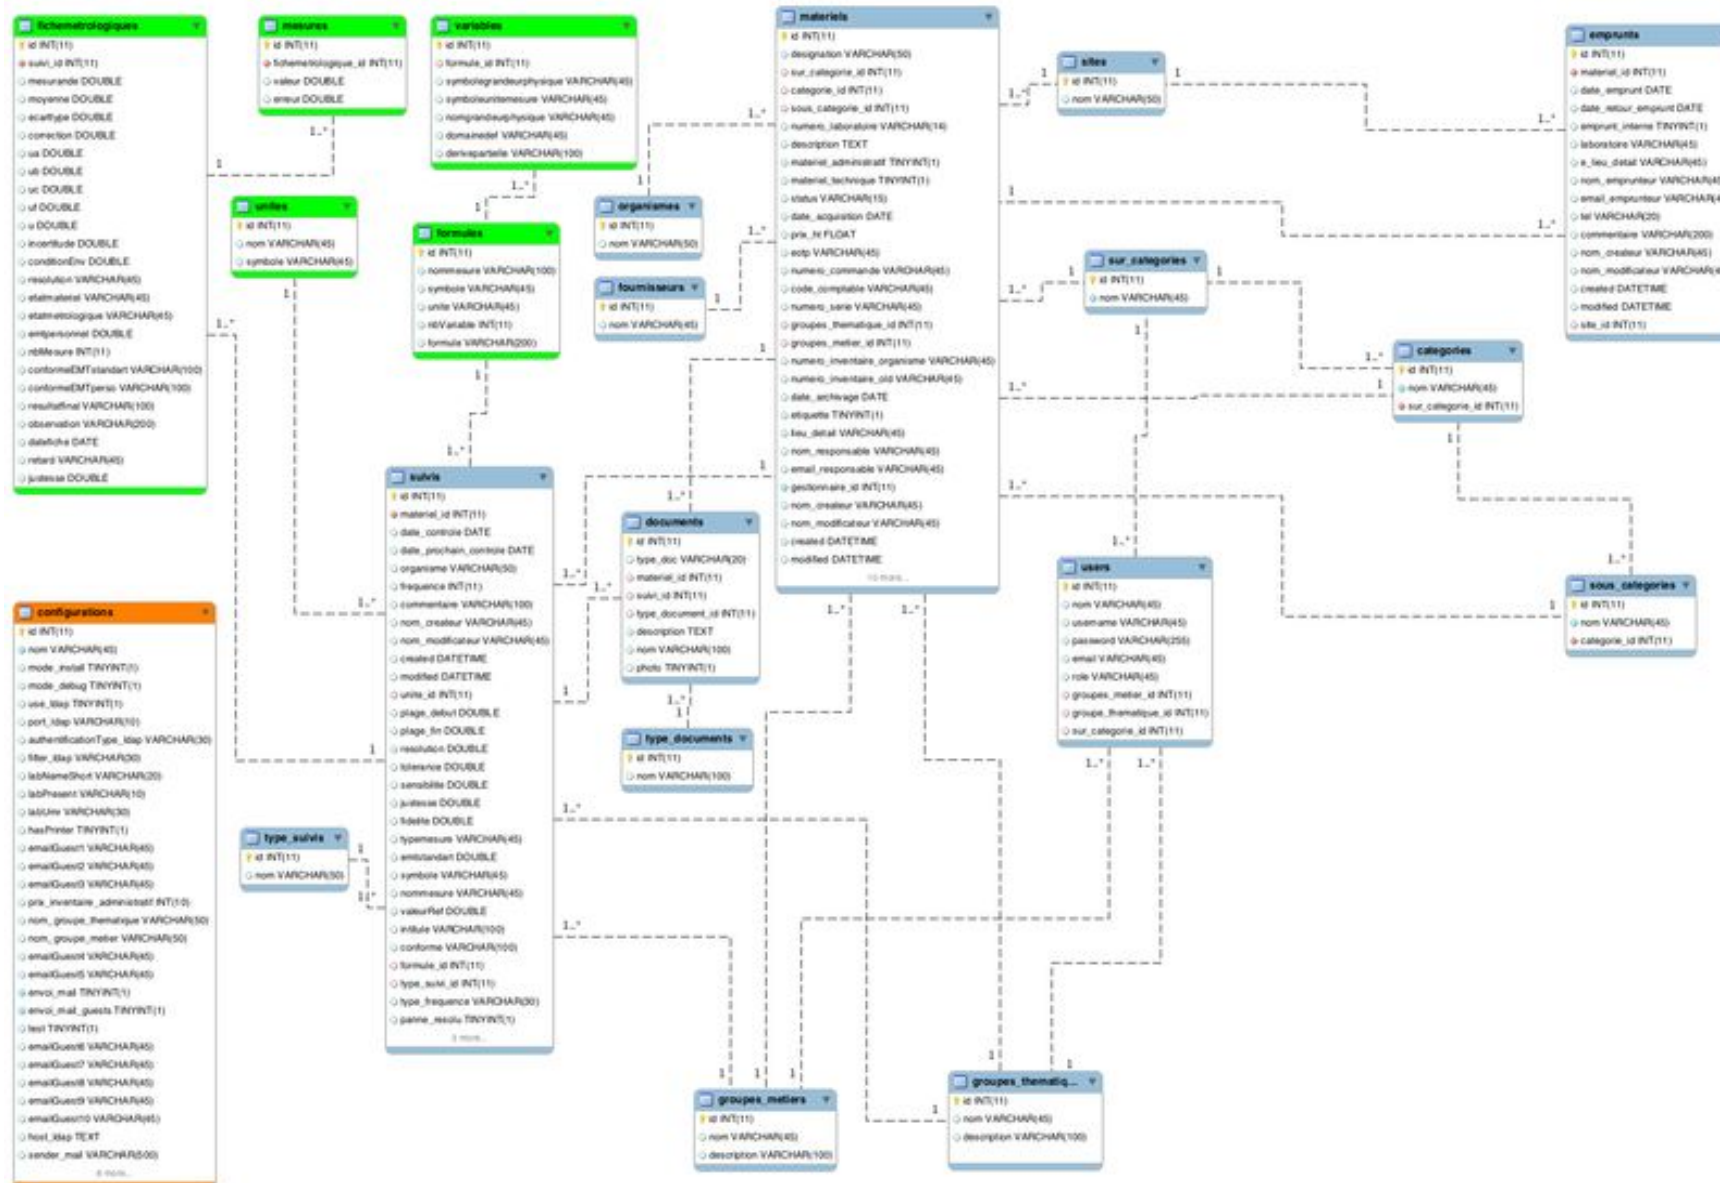 fichemetrologiques
id INT(11)
suivi_id INT(11)
mesurande DOUBLE
moyenne DOUBLE
ecarttype DOUBLE
correction DOUBLE
ua DOUBLE
ub DOUBLE
uc DOUBLE
uf DOUBLE
u DOUBLE
incertitude DOUBLE
conditionEnv DOUBLE
resolution VARCHAR(45)
etatmateriel VARCHAR(45)
etatmetrologique VARCHAR(45)
emtpersonnel DOUBLE
nbMesure INT(11)
conformeEMTstandart VARCHAR(100)
conformeEMTperso VARCHAR(100)
resultatfinal VARCHAR(100)
observation VARCHAR(200)
datefiche DATE
retard VARCHAR(45)
justesse DOUBLE
mesures
id INT(11)
fichemetrologique_id INT(11)
valeur DOUBLE
erreur DOUBLE
variables
id INT(11)
formule_id INT(11)
symbolegrandeurphysique VARCHAR(45)
symboleunitemesure VARCHAR(45)
nomgrandeurphysique VARCHAR(45)
domainedef VARCHAR(45)
deriveepartielle VARCHAR(100)
unites
id INT(11)
nom VARCHAR(45)
symbole VARCHAR(45)
formules
id INT(11)
nommesure VARCHAR(100)
symbole VARCHAR(45)
unite VARCHAR(45)
nbVariable INT(11)
formule VARCHAR(200)
organismes
id INT(11)
nom VARCHAR(50)
fournisseurs
id INT(11)
nom VARCHAR(45)
materiels
id INT(11)
designation VARCHAR(50)
sur_categorie_id INT(11)
categorie_id INT(11)
sous_categorie_id INT(11)
numero_laboratoire VARCHAR(14)
description TEXT
materiel_administratif TINYINT(1)
materiel_technique TINYINT(1)
status VARCHAR(15)
date_acquisition DATE
prix_ht FLOAT
eotp VARCHAR(45)
numero_commande VARCHAR(45)
code_comptable VARCHAR(45)
numero_serie VARCHAR(45)
groupes_thematique_id INT(11)
groupes_metier_id INT(11)
numero_inventaire_organisme VARCHAR(45)
numero_inventaire_old VARCHAR(45)
date_archivage DATE
etiquette TINYINT(1)
lieu_detail VARCHAR(45)
nom_responsable VARCHAR(45)
email_responsable VARCHAR(45)
gestionnaire_id INT(11)
nom_createur VARCHAR(45)
nom_modificateur VARCHAR(45)
created DATETIME
modified DATETIME
10 more...
sites
id INT(11)
nom VARCHAR(50)
emprunts
id INT(11)
materiel_id INT(11)
date_emprunt DATE
date_retour_emprunt DATE
emprunt_interne TINYINT(1)
laboratoire VARCHAR(45)
e_lieu_detail VARCHAR(45)
nom_emprunteur VARCHAR(45
email_emprunteur VARCHAR(4
tel VARCHAR(20)
commentaire VARCHAR(200)
nom_createur VARCHAR(45)
nom_modificateur VARCHAR(4
created DATETIME
modified DATETIME
site_id INT(11)
sur_categories
id INT(11)
nom VARCHAR(45)
categories
id INT(11)
nom VARCHAR(45)
sur_categorie_id INT(11)
sous_categories
id INT(11)
nom VARCHAR(45)
categorie_id INT(11)
users
id INT(11)
nom VARCHAR(45)
username VARCHAR(45)
password VARCHAR(255)
email VARCHAR(45)
role VARCHAR(45)
groupes_metier_id INT(11)
groupe_thematique_id INT(11)
sur_categorie_id INT(11)
suivis
id INT(11)
materiel_id INT(11)
date_controle DATE
date_prochain_controle DATE
organisme VARCHAR(50)
frequence INT(11)
commentaire VARCHAR(100)
nom_createur VARCHAR(45)
nom_modificateur VARCHAR(45)
created DATETIME
modified DATETIME
unite_id INT(11)
plage_debut DOUBLE
plage_fin DOUBLE
resolution DOUBLE
tolerance DOUBLE
sensibilite DOUBLE
justesse DOUBLE
fidelite DOUBLE
typemesure VARCHAR(45)
emtstandart DOUBLE
symbole VARCHAR(45)
nommesure VARCHAR(45)
valeurRef DOUBLE
intitule VARCHAR(100)
conforme VARCHAR(100)
formule_id INT(11)
type_suivi_id INT(11)
type_frequence VARCHAR(30)
panne_resolu TINYINT(1)
more...
documents
id INT(11)
type_doc VARCHAR(20)
materiel_id INT(11)
suivi_id INT(11)
type_document_id INT(11)
description TEXT
nom VARCHAR(100)
photo TINYINT(1)
type_documents
id INT(11)
nom VARCHAR(100)
type_suivis
id INT(11)
nom VARCHAR(50)
configurations
id INT(11)
nom VARCHAR(45)
mode_install TINYINT(1)
mode_debug TINYINT(1)
use_ldap TINYINT(1)
port_ldap VARCHAR(10)
authentificationType_ldap VARCHAR(30)
filter_ldap VARCHAR(30)
labNameShort VARCHAR(20)
labPresent VARCHAR(10)
labUmr VARCHAR(30)
hasPrinter TINYINT(1)
emailGuest1 VARCHAR(45)
emailGuest2 VARCHAR(45)
emailGuest3 VARCHAR(45)
prix_inventaire_administratif INT(10)
nom_groupe_thematique VARCHAR(50)
nom_groupe_metier VARCHAR(50)
emailGuest4 VARCHAR(45)
emailGuest5 VARCHAR(45)
envoi_mail TINYINT(1)
envoi_mail_guests TINYINT(1)
test TINYINT(1)
emailGuest6 VARCHAR(45)
emailGuest7 VARCHAR(45)
emailGuest8 VARCHAR(45)
emailGuest9 VARCHAR(45)
emailGuest10 VARCHAR(45)
host_ldap TEXT
sender_mail VARCHAR(500)
6 more...
groupes_metiers
id INT(11)
nom VARCHAR(45)
description VARCHAR(100)
groupes_thematiq...
id INT(11)
nom VARCHAR(45)
description VARCHAR(100)